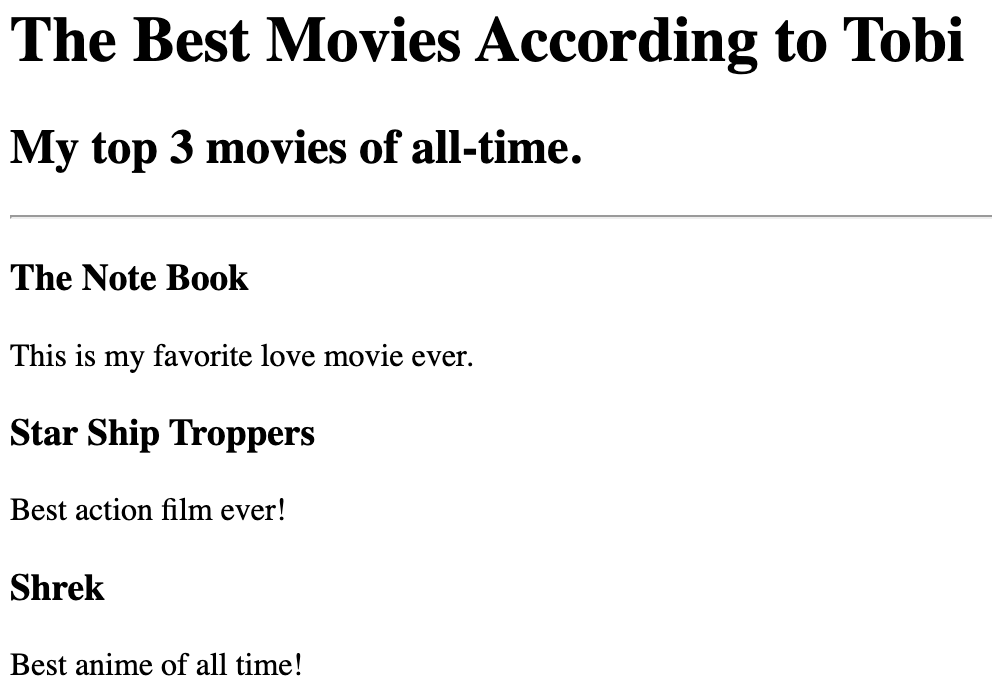 The Best Movies According to Tobi
My top 3 movies of all-time.
The Note Book
This is my favorite love movie ever.
Star Ship Troppers
Best action film ever!
Shrek
Best anime of all time!